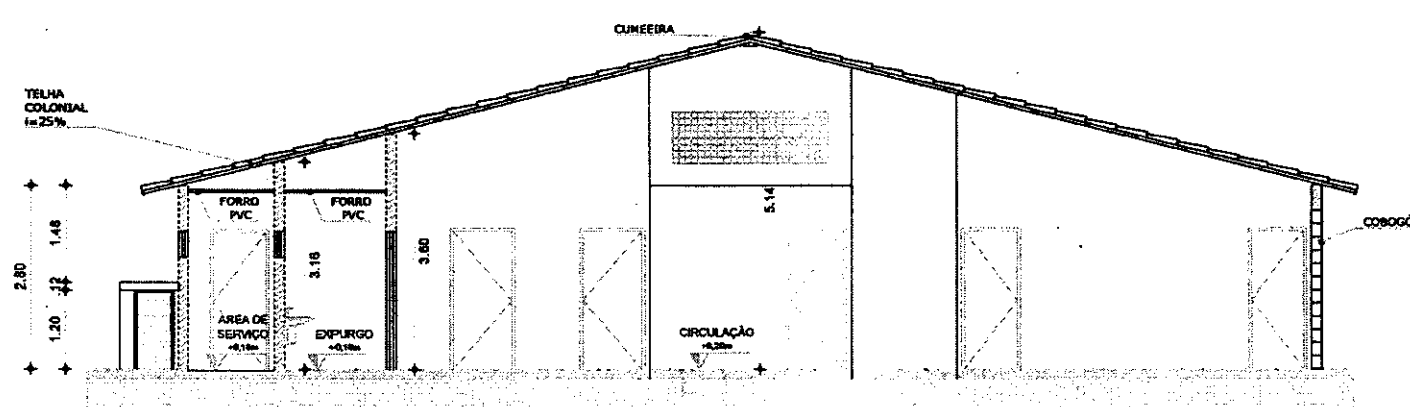 CUMEEIRA
TELHA
COLONIAL
i=25%
FORRO
PVC
FORRO
PVC
5.14
COBOGÓ
1.48
2.80
.12
1.20
3.16
3.60
ÁREA DE
SERVIÇO
EXPURGO
CIRCULAÇÃO